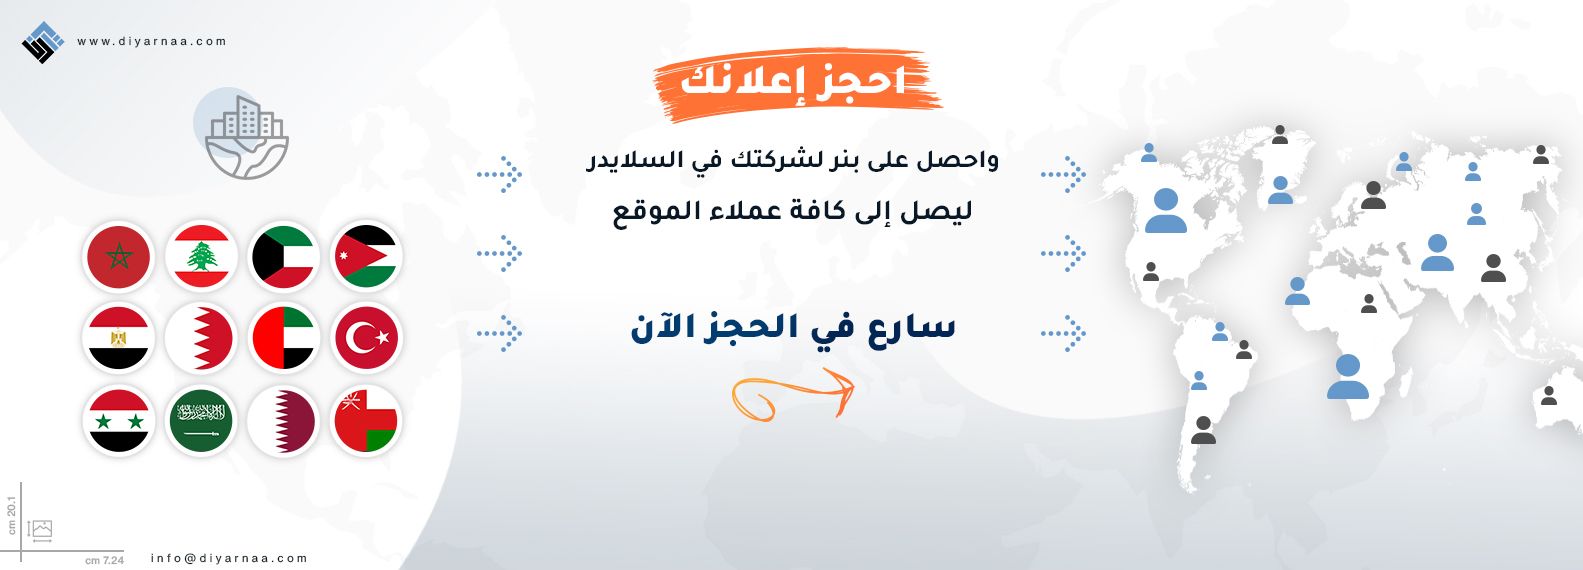 www.diyarnaa.com
احجز إعلانك
واحصل على بنر لشركتك في السلايدر
ليصل إلى كافة عملاء الموقع
سارع في الحجز الآن
cm 20.1
cm 7.24
info@diyarnaa.com